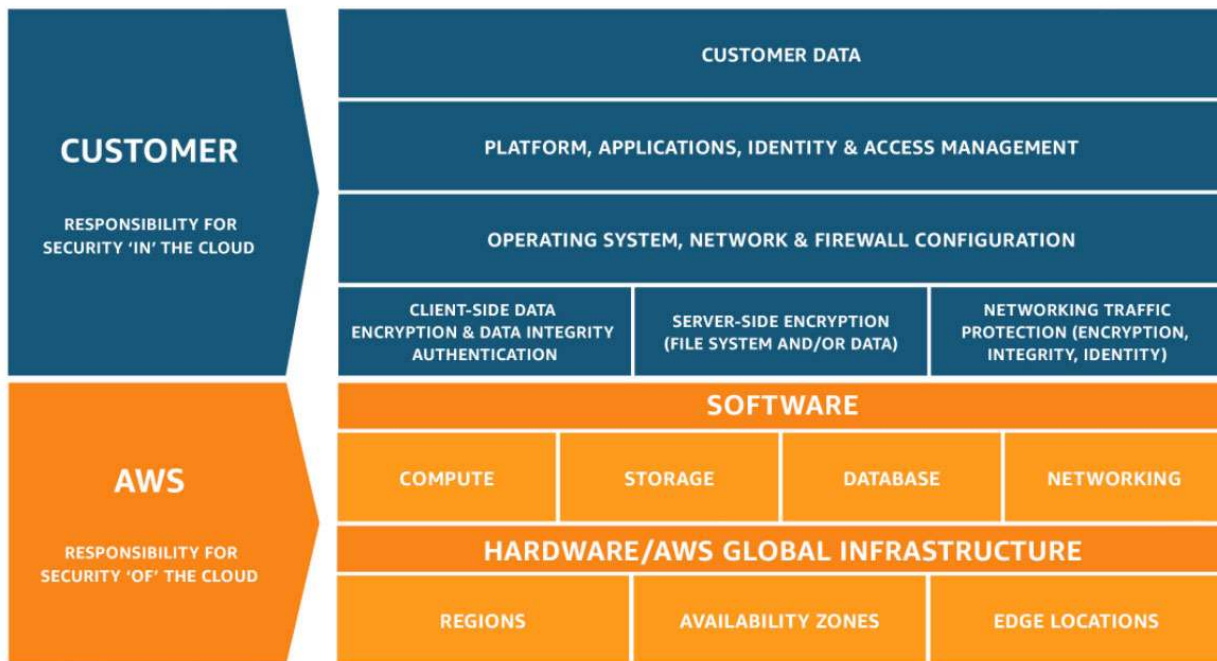 CUSTOMER
RESPONSIBILITY FOR
SECURITY ‘IN’ THE CLOUD
CUSTOMER DATA
PLATFORM, APPLICATIONS, IDENTITY & ACCESS MANAGEMENT
OPERATING SYSTEM, NETWORK & FIREWALL CONFIGURATION
CLIENT-SIDE DATA
ENCRYPTION & DATA INTEGRITY
AUTHENTICATION
SERVER-SIDE ENCRYPTION
(FILE SYSTEM AND/OR DATA)
NETWORKING TRAFFIC
PROTECTION (ENCRYPTION,
INTEGRITY, IDENTITY)
AWS
RESPONSIBILITY FOR
SECURITY ‘OF’ THE CLOUD
SOFTWARE
COMPUTE
STORAGE
DATABASE
NETWORKING
HARDWARE/AWS GLOBAL INFRASTRUCTURE
REGIONS
AVAILABILITY ZONES
EDGE LOCATIONS